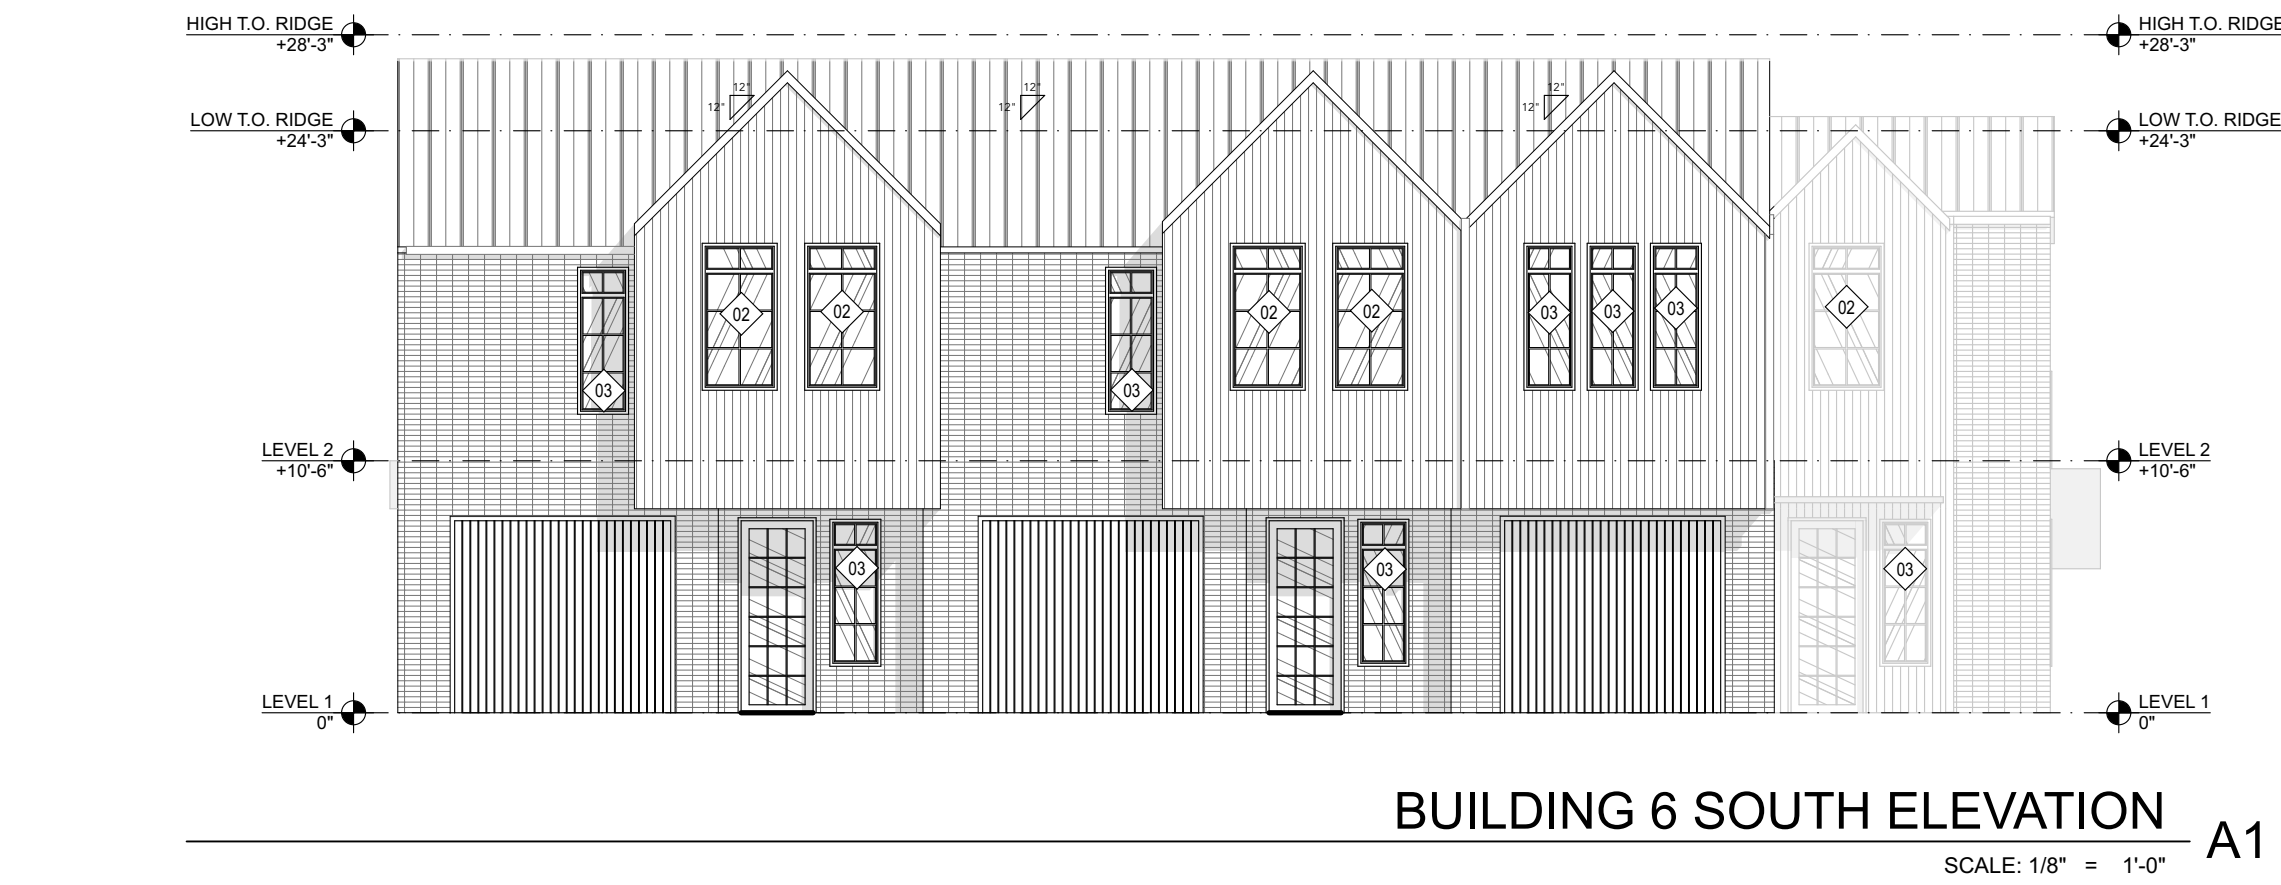 HIGH T.O. RIDGE
+28'-3"
HIGH T.O. RIDGE
+28'-3"
12"
12"
12"
12"
12"
12"
LOW T.O. RIDGE
+24'-3"
LOW T.O. RIDGE
+24'-3"
02
02
02
02
03
03
03
02
03
03
LEVEL 2
+10'-6"
LEVEL 2
+10'-6"
03
03
03
LEVEL 1
0"
LEVEL 1
0"
BUILDING 6 SOUTH ELEVATION
A1
SCALE: 1/8" = 1'-0"